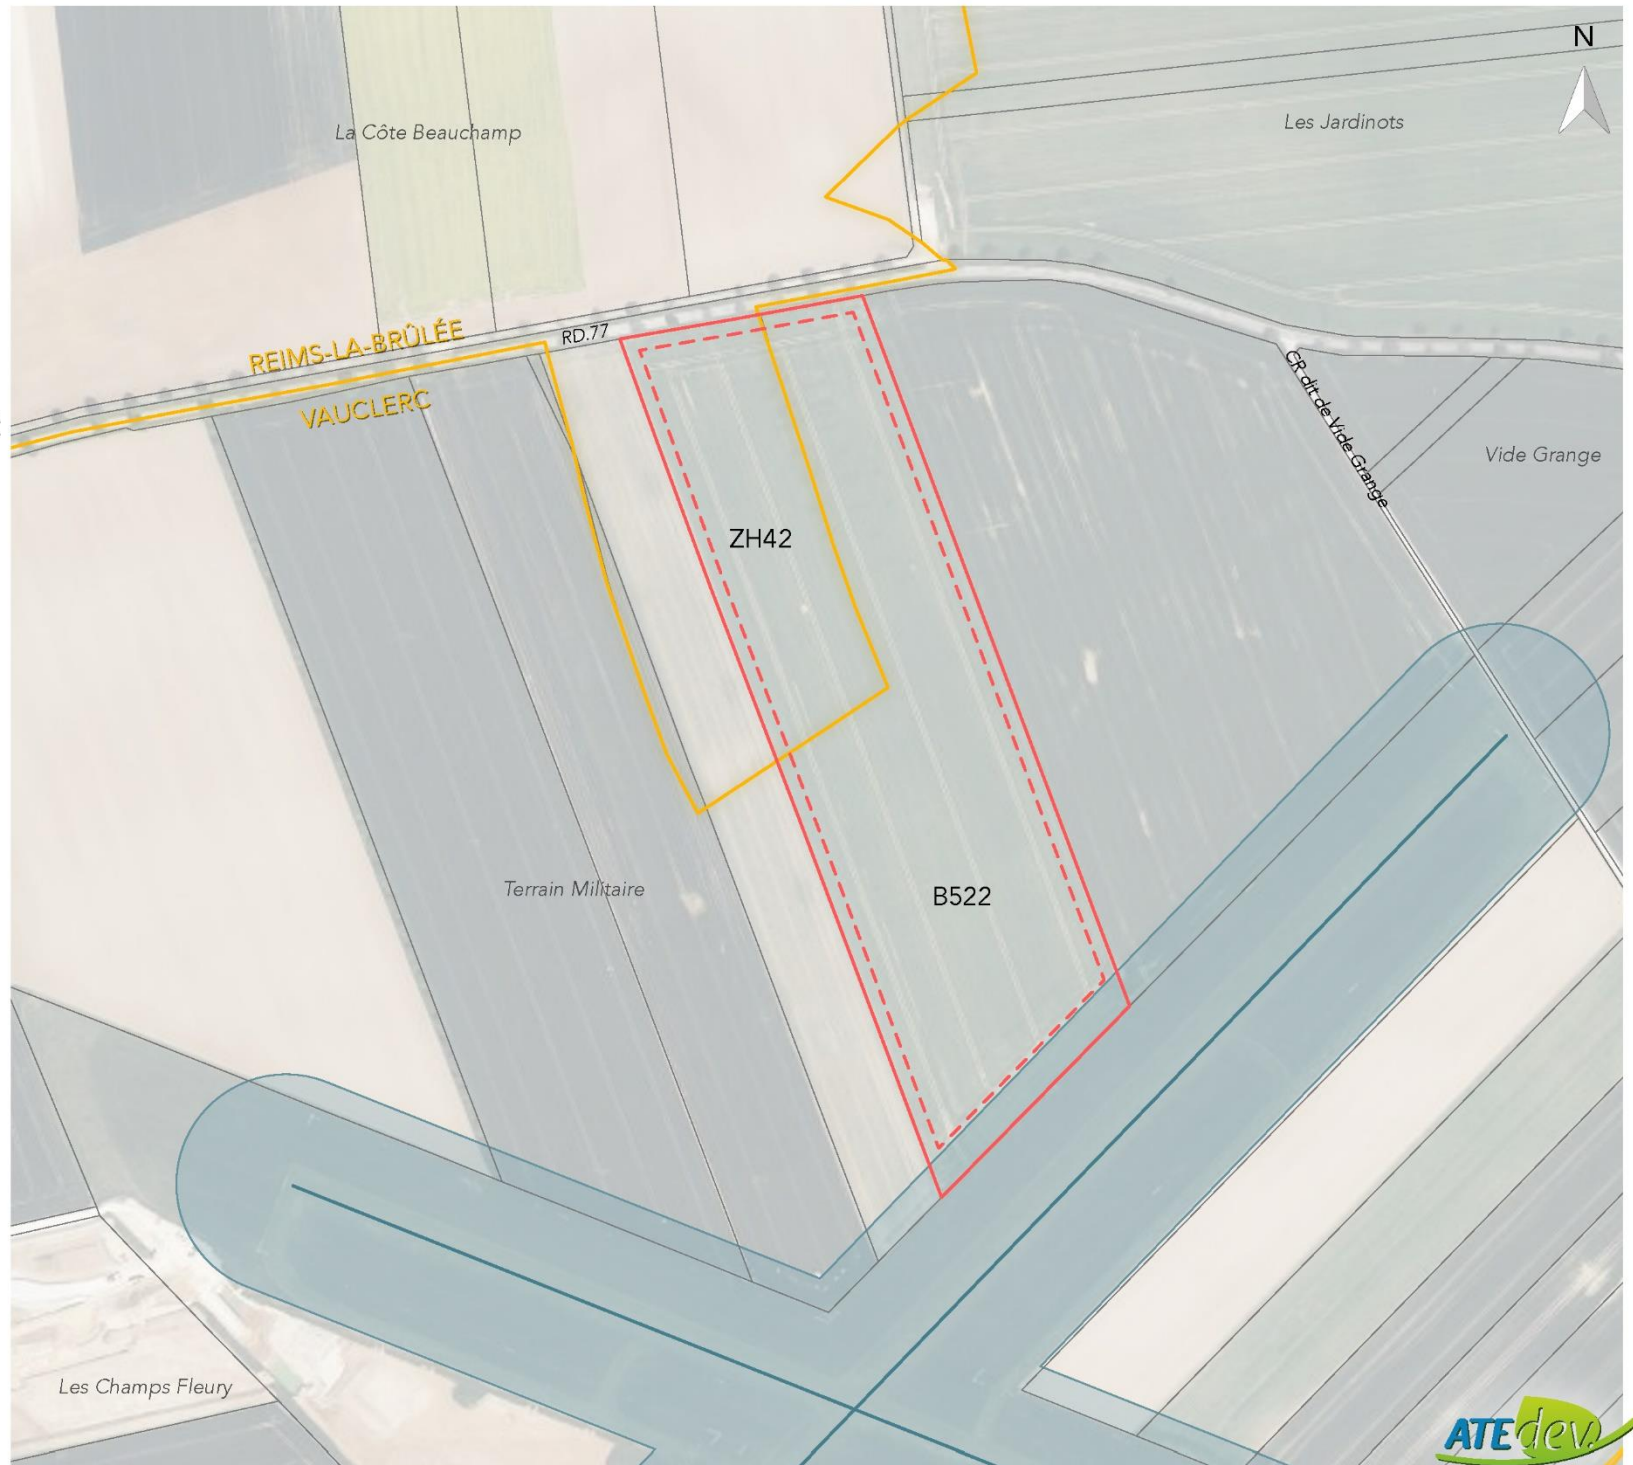 N
La Côte Beauchamp
Les Jardinots
REIMS-LA-BRÛLÉE
RD.77
VAUCLERC
CR dit de Vide Grange
Vide Grange
ZH42
Terrain Militaire
B522
Les Champs Fleury
ATEdev.